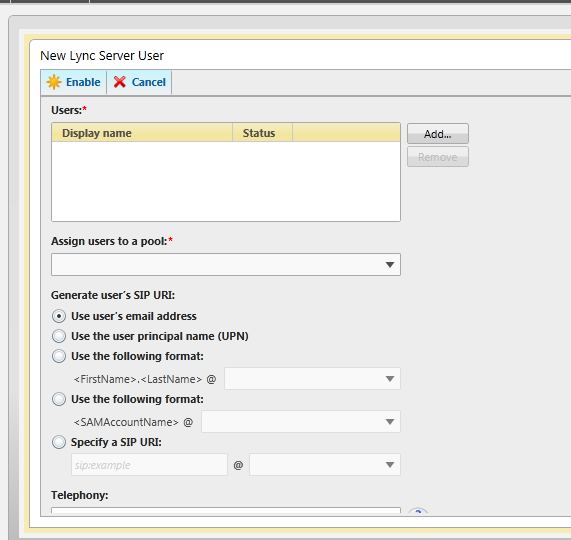 New Lync Server User
Enable Cancel
Users:*
Display name Status
Add...
Remove
Assign users to a pool:*
Generate user's SIP URI:
Use user's email address
Use the user principal name (UPN)
Use the following format:
<FirstName>.<LastName> @
Use the following format:
<SAMAccountName> @
Specify a SIP URI:
sip:example @
Telephony: